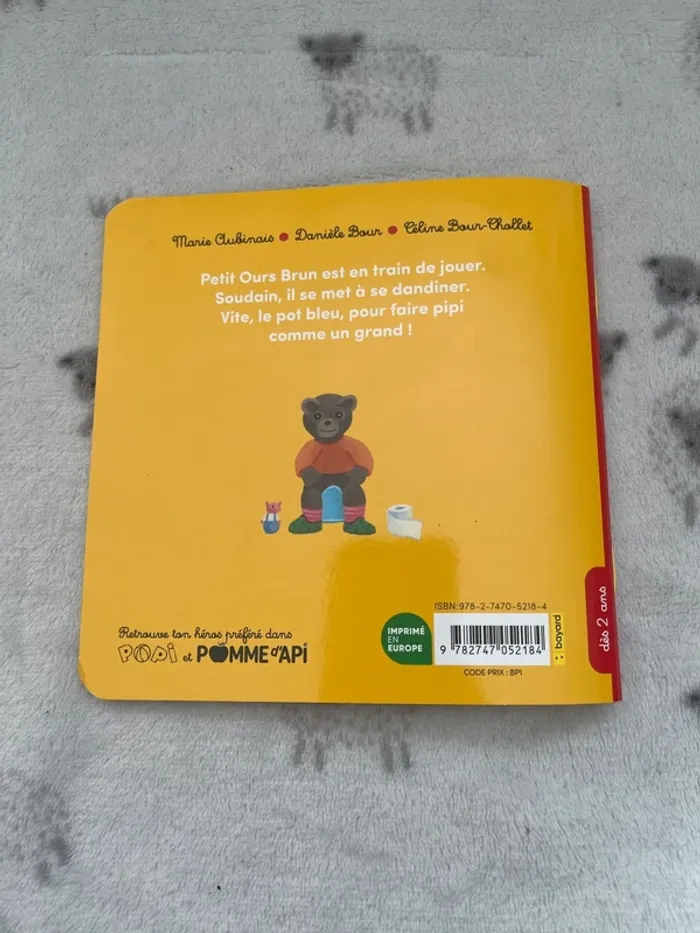 Marie Aubinais • Danièle Bour • Céline Bour-Chollet
Petit Ours Brun est en train de jouer.
Soudain, il se met à se dandiner.
Vite, le pot bleu, pour faire pipi
comme un grand !
Retrouve ton héros préféré dans
POPi et POMME d'APi
IMPRIMÉ
EN
EUROPE
ISBN:978-2-7470-5218-4
9 782747 052184
CODE PRIX : BP1
bayard
dès 2 ans